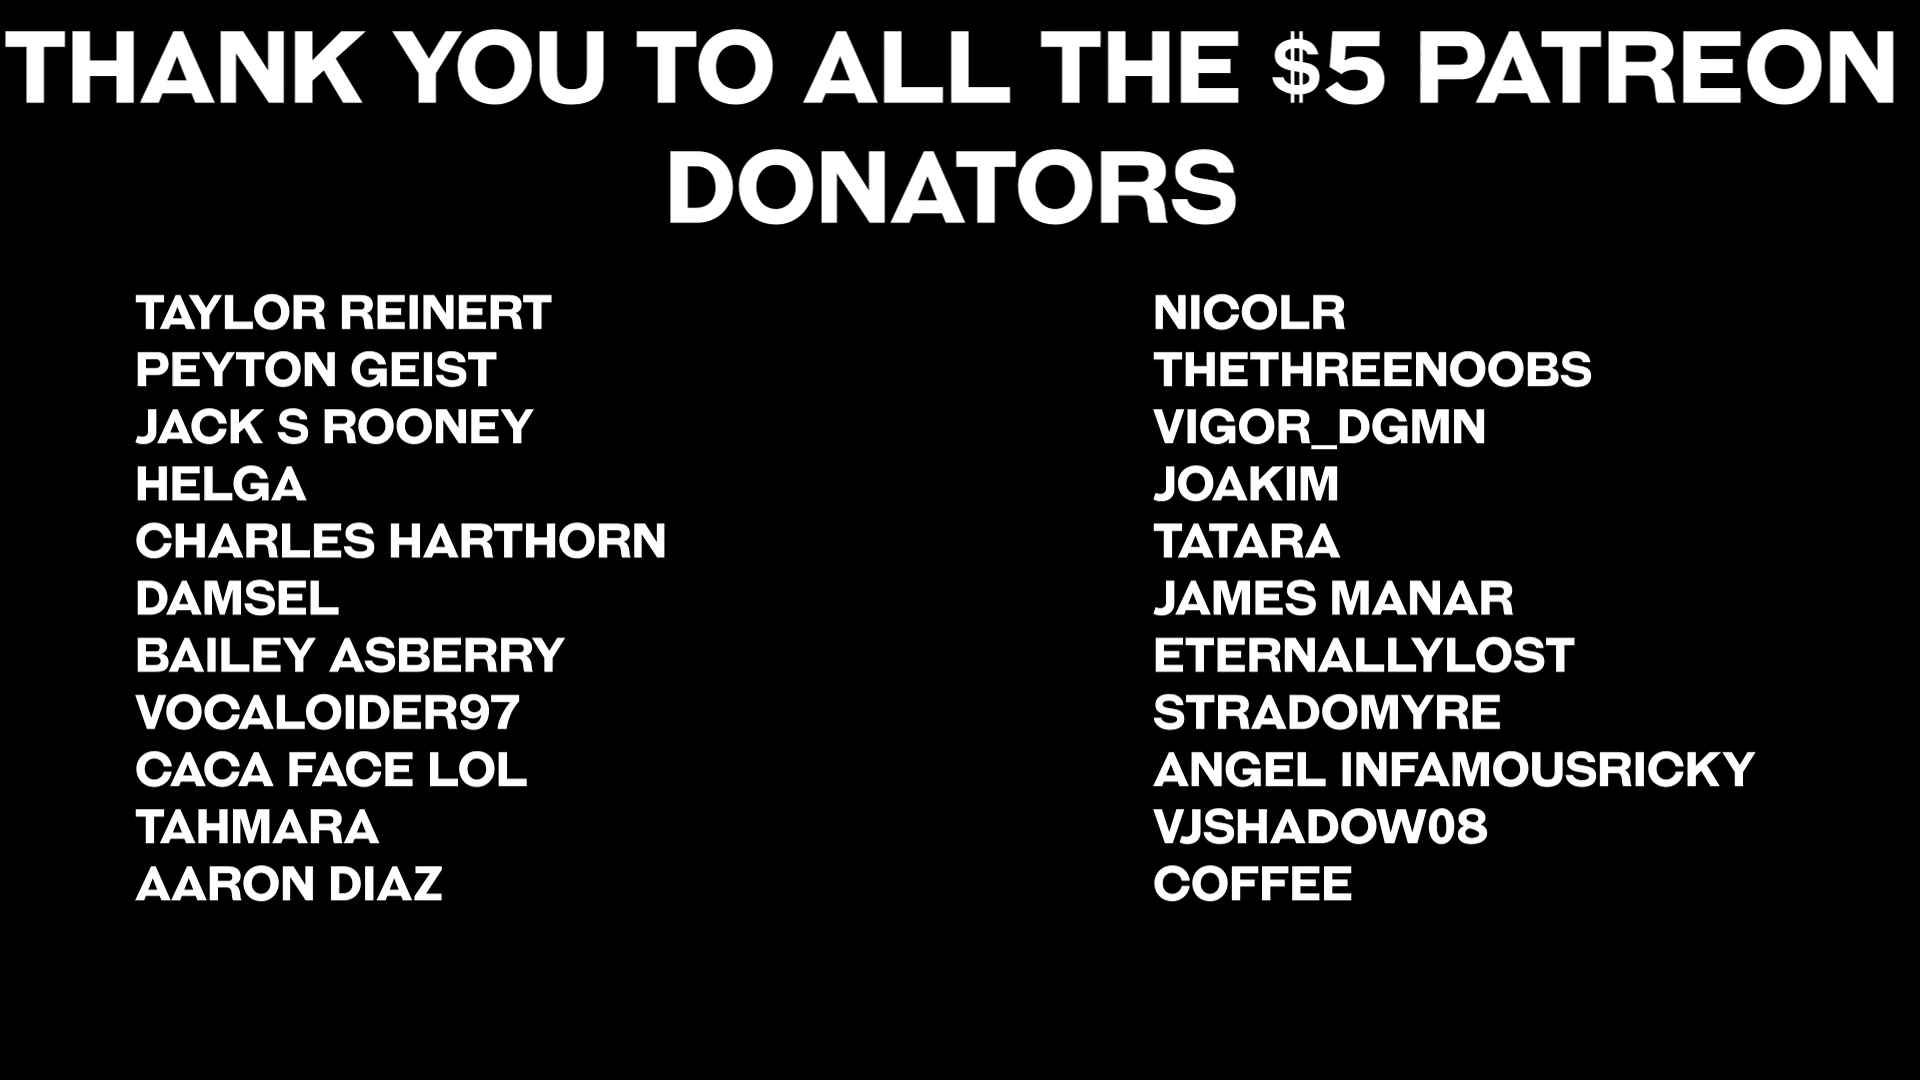 THANK YOU TO ALL THE $5 PATREON
DONATORS
TAYLOR REINERT
PEYTON GEIST
JACK S ROONEY
HELGA
CHARLES HARTHORN
DAMSEL
BAILEY ASBERRY
VOCALOIDER97
CACA FACE LOL
TAHMARA
AARON DIAZ
NICOLR
THETHREENOOBS
VIGOR_DGMN
JOAKIM
TATARA
JAMES MANAR
ETERNALLYLOST
STRADOMYRE
ANGEL INFAMOUSRICKY
VJSHADOW08
COFFEE